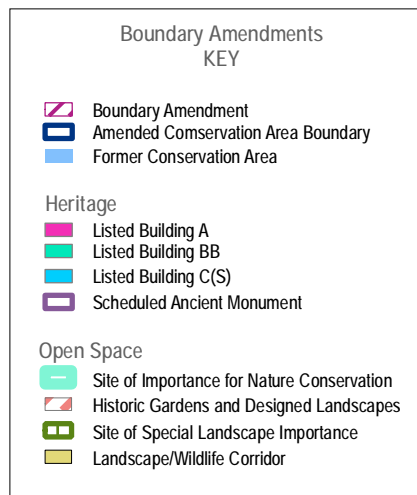 Boundary Amendments
KEY
Boundary Amendment
Amended Comservation Area Boundary
Former Conservation Area
Heritage
Listed Building A
Listed Building BB
Listed Building C(S)
Scheduled Ancient Monument
Open Space
Site of Importance for Nature Conservation
Historic Gardens and Designed Landscapes
Site of Special Landscape Importance
Landscape/Wildlife Corridor